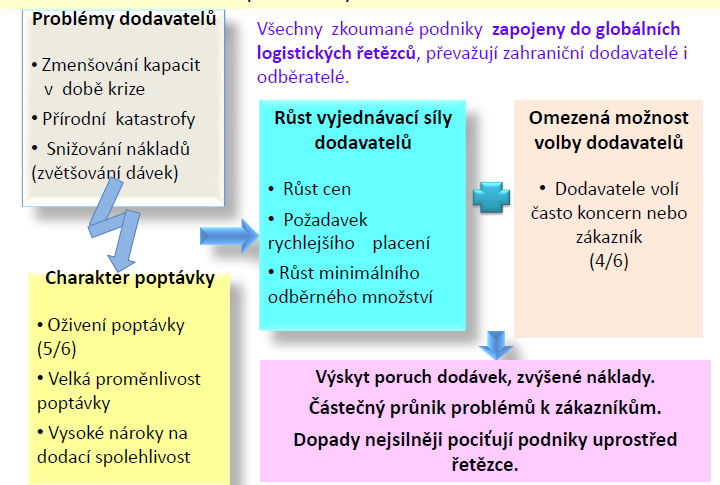 Problémy dodavatelů
• Zmenšování kapacit
v době krize
• Přírodní katastrofy
• Snižování nákladů
(zvětšování dávek)
Všechny zkoumané podniky zapojeny do globálních
logistických řetězců, převažují zahraniční dodavatelé i
odběratelé.
Růst vyjednávací síly
dodavatelů
• Růst cen
• Požadavek
rychlejšího placení
• Růst minimálního
odběrného množství
Omezená možnost
volby dodavatelů
• Dodavatele volí
často koncern nebo
zákazník
(4/6)
Charakter poptávky
• Oživení poptávky
(5/6)
• Velká proměnlivost
poptávky
• Vysoké nároky na
dodací spolehlivost
Výskyt poruch dodávek, zvýšené náklady.
Částečný průnik problémů k zákazníkům.
Dopady nejsilněji pociťují podniky uprostřed
řetězce.